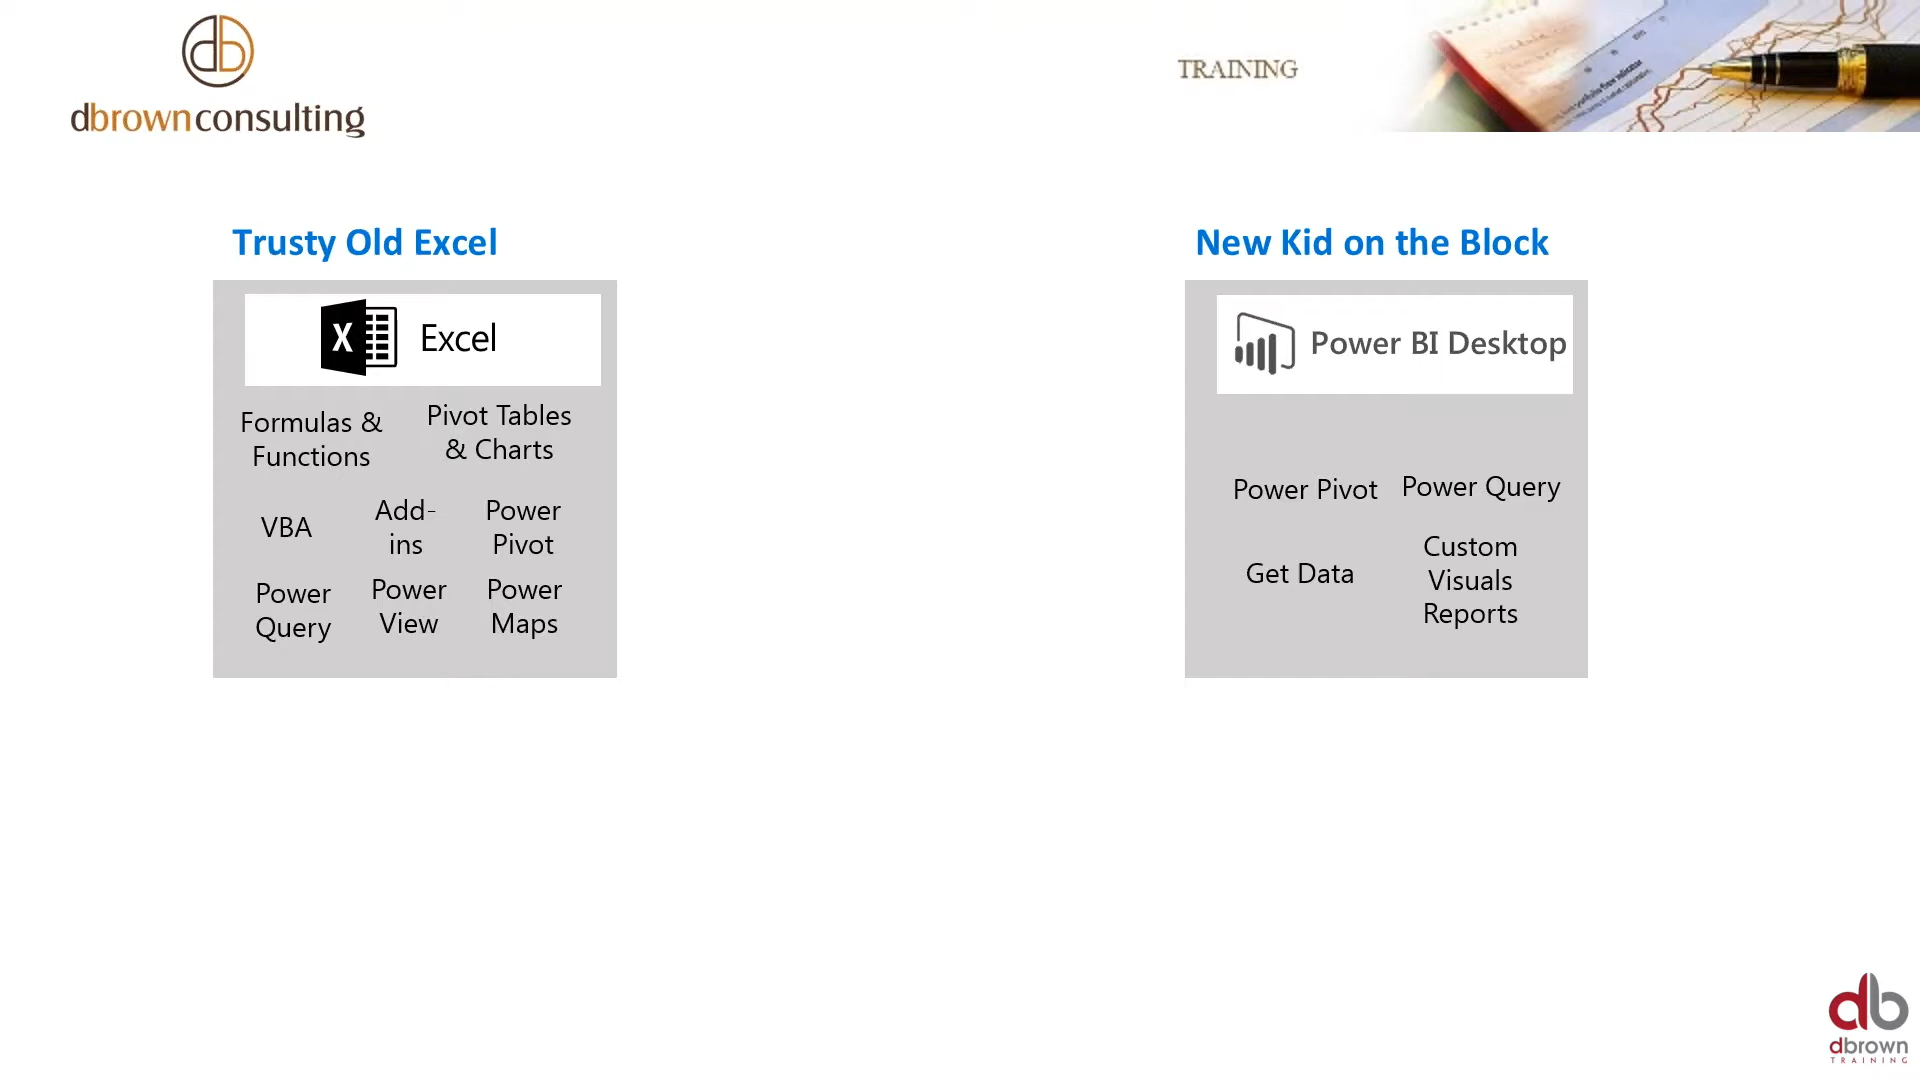 db
dbrownconsulting
TRAINING
Trusty Old Excel
New Kid on the Block
X Excel
Formulas &
Functions
Pivot Tables
& Charts
VBA
Add-
ins
Power
Pivot
Power
Query
Power
View
Power
Maps
Power BI Desktop
Power Pivot
Power Query
Get Data
Custom
Visuals
Reports
db
dbrown
TRAINING